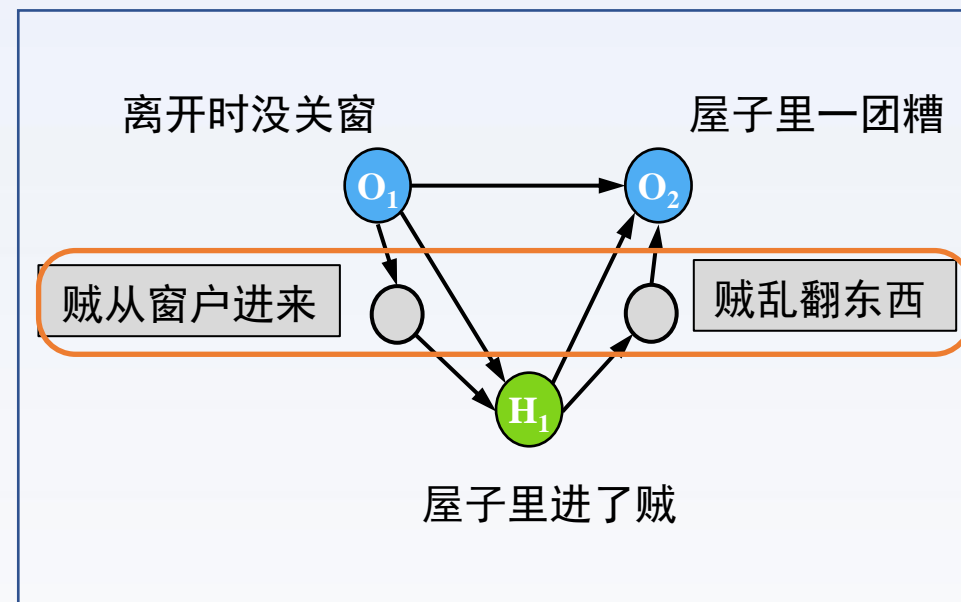 离开时没关窗
屋子里一团糟
O₁
O₂
贼从窗户进来
贼乱翻东西
H₁
屋子里进了贼